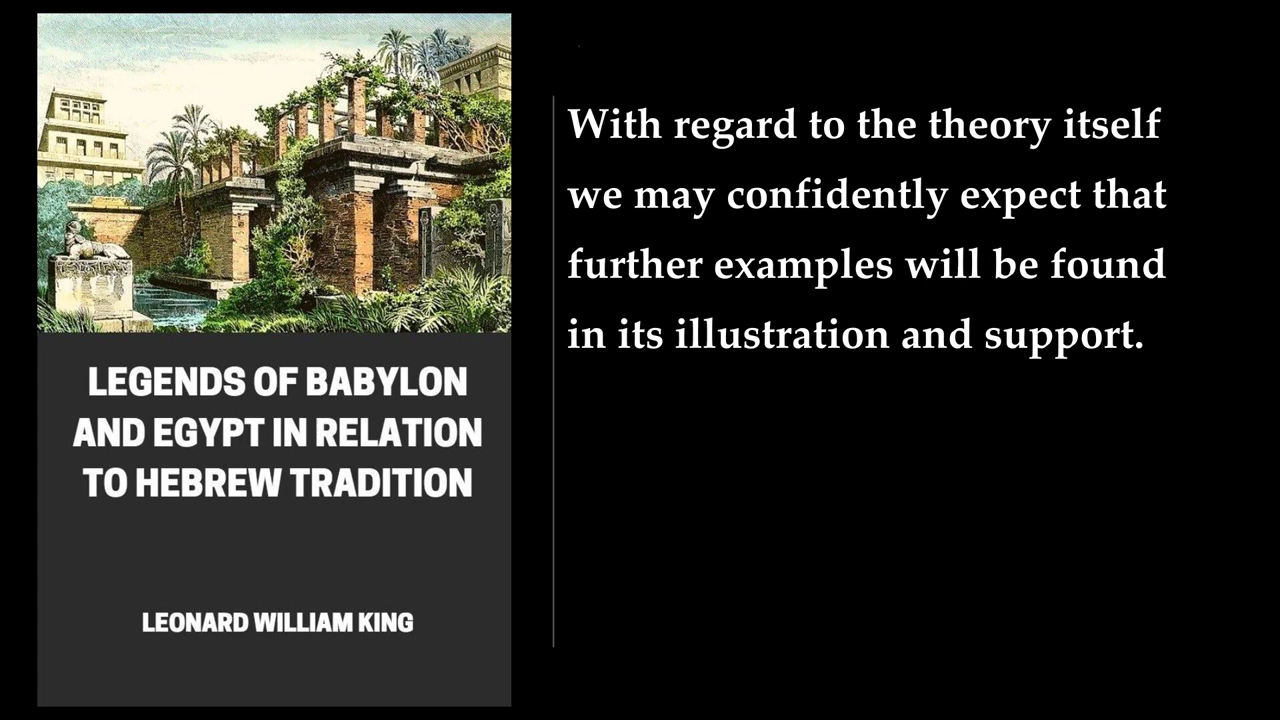 LEGENDS OF BABYLON
AND EGYPT IN RELATION
TO HEBREW TRADITION
LEONARD WILLIAM KING
With regard to the theory itself
we may confidently expect that
further examples will be found
in its illustration and support.